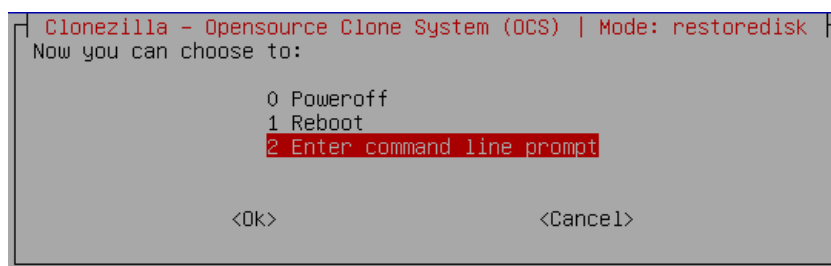 Clonezilla – Opensource Clone System (OCS) | Mode: restoredisk
Now you can choose to:
0 Poweroff
1 Reboot
2 Enter command line prompt
<Ok> <Cancel>